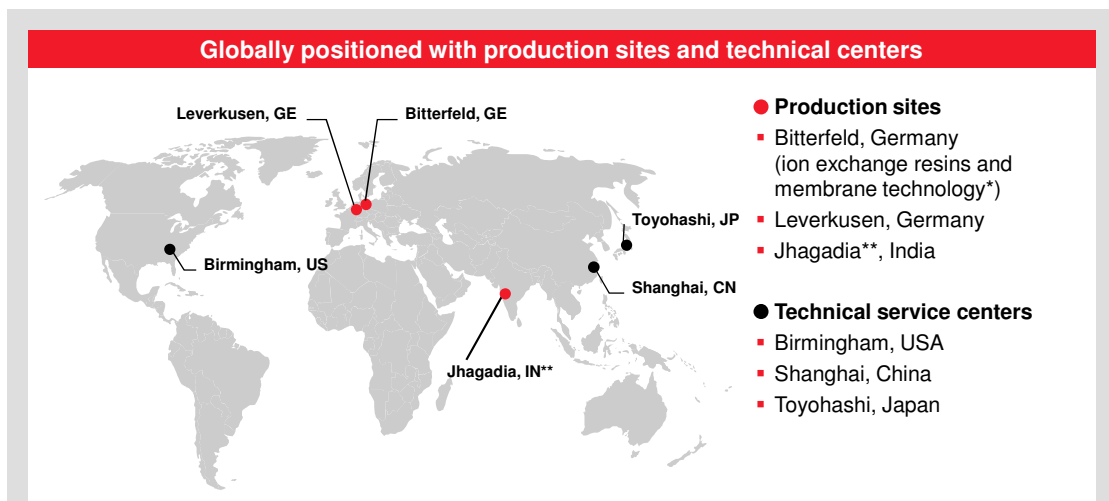 Globally positioned with production sites and technical centers
Leverkusen, GE
Bitterfeld, GE
Toyohashi, JP
Birmingham, US
Shanghai, CN
Jhagadia, IN**
Production sites
Bitterfeld, Germany
(ion exchange resins and
membrane technology*)
Leverkusen, Germany
Jhagadia**, India
Technical service centers
Birmingham, USA
Shanghai, China
Toyohashi, Japan